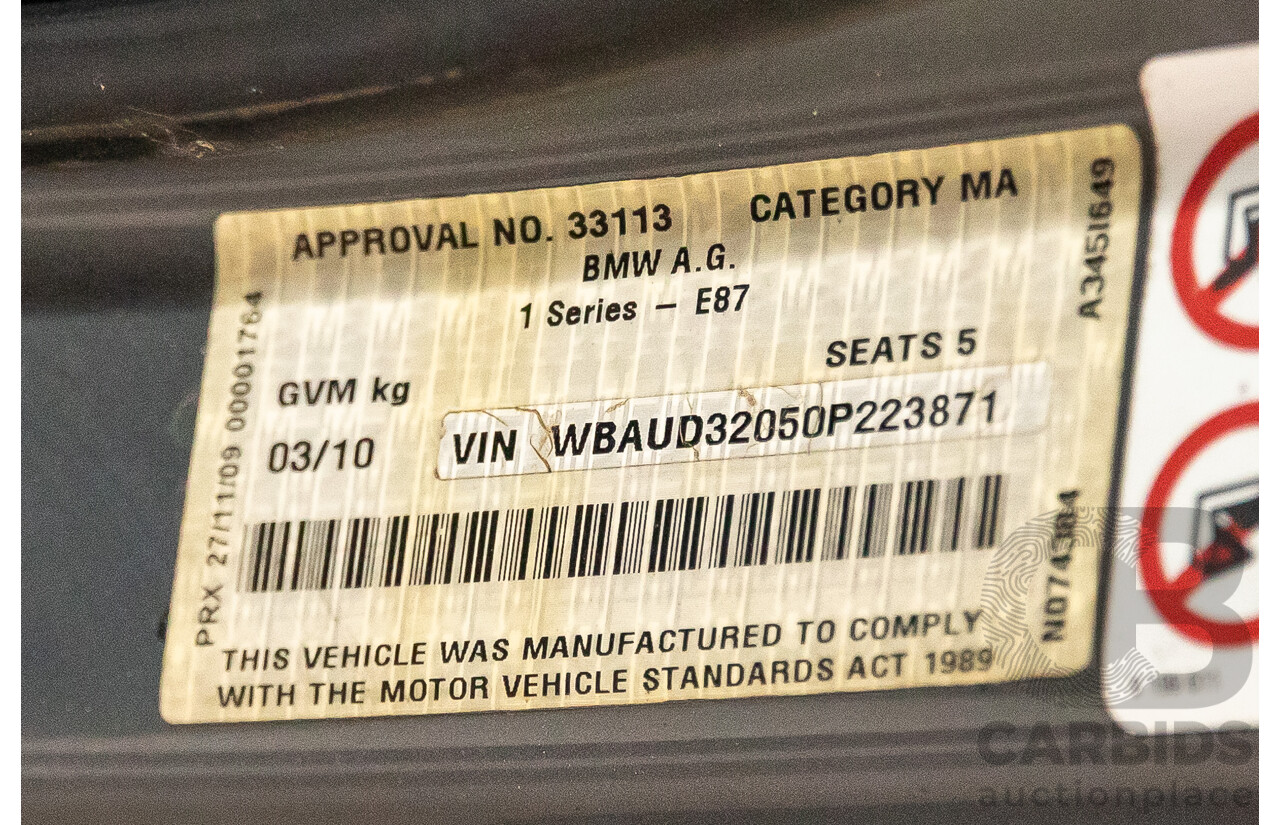 APPROVAL NO. 33113 CATEGORY MA
BMW A.G.
1 Series – E87
SEATS 5
GVM kg
03/10 VIN WBAUD32050P223871
THIS VEHICLE WAS MANUFACTURED TO COMPLY
WITH THE MOTOR VEHICLE STANDARDS ACT 1989
PRX 27/11/09 00001764
A3451649
CB
CARBIDS
auctionplace